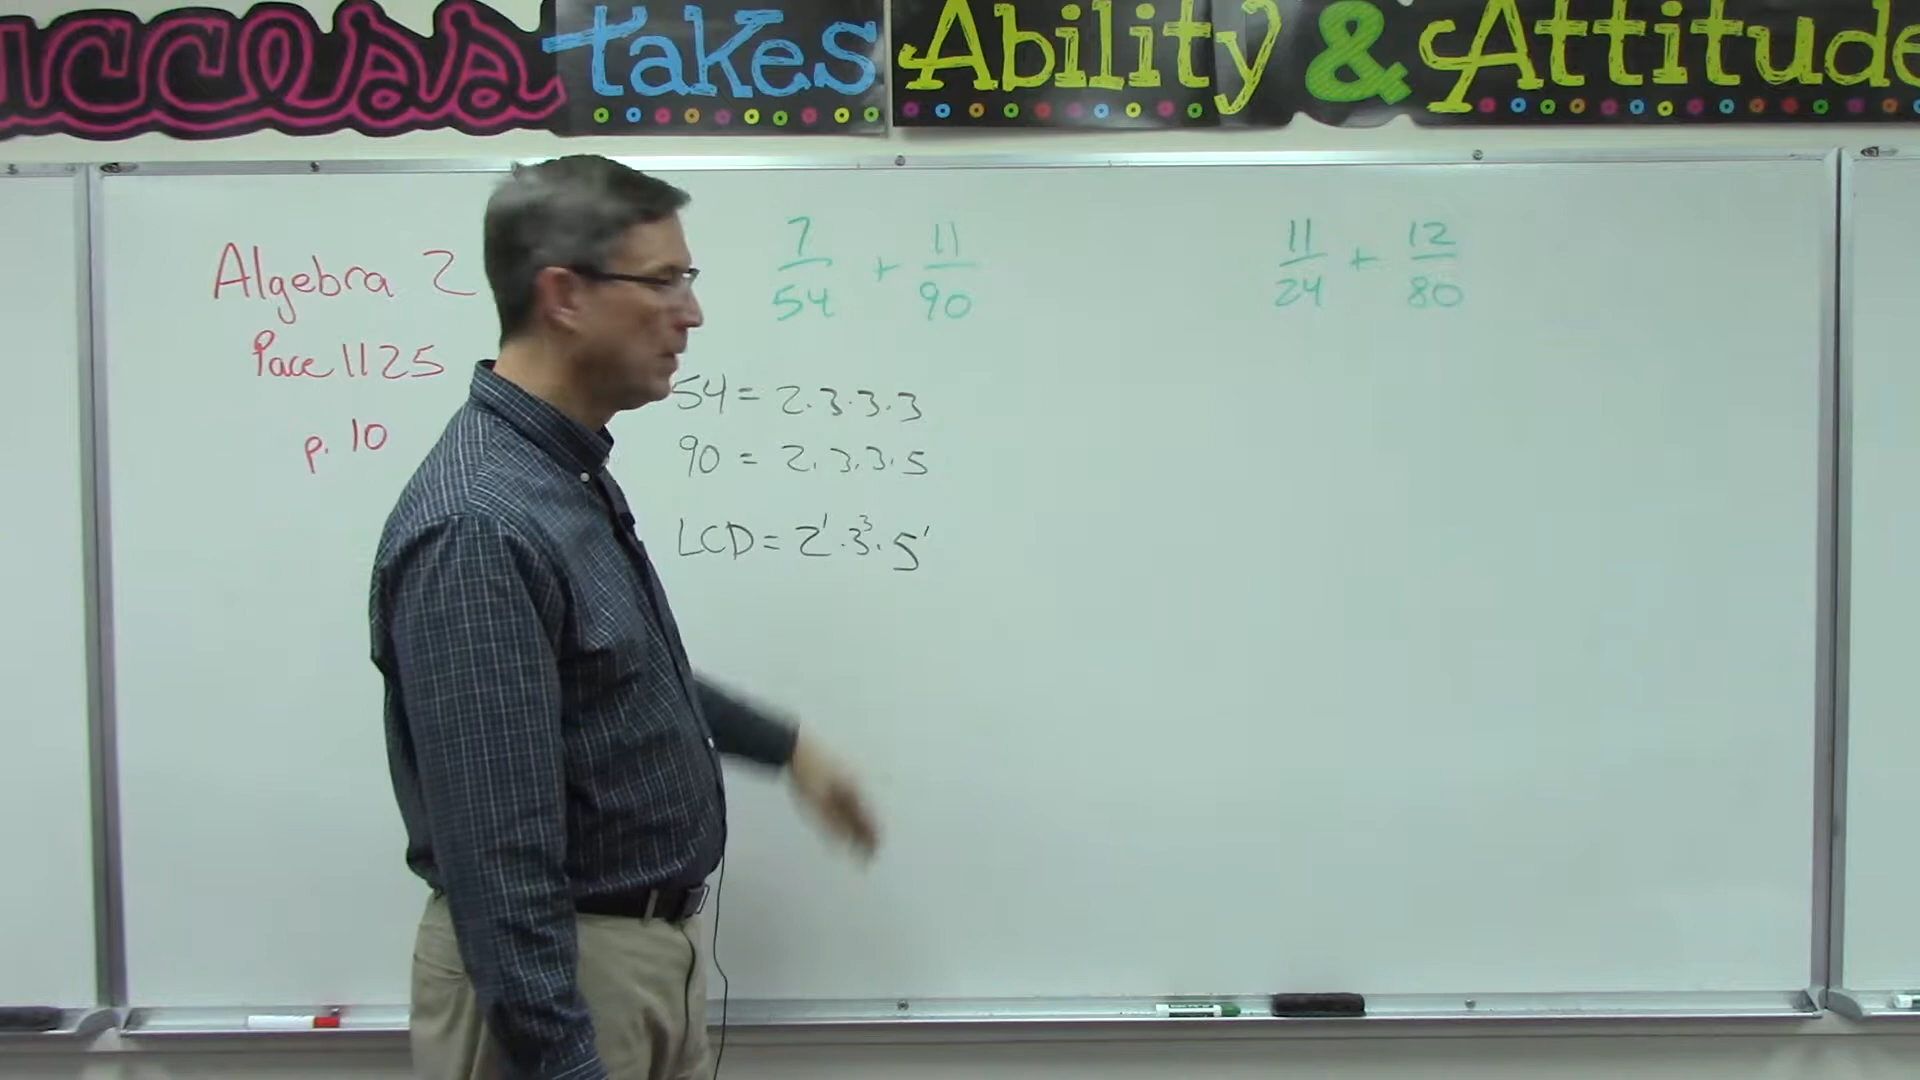 uccess takes Ability & Attitude
Algebra 2
Pace 1125
p. 10
7/54 + 11/90
54 = 2.3.3.3
90 = 2.3.3.5
LCD = 2¹·3³·5¹
11/24 + 12/80